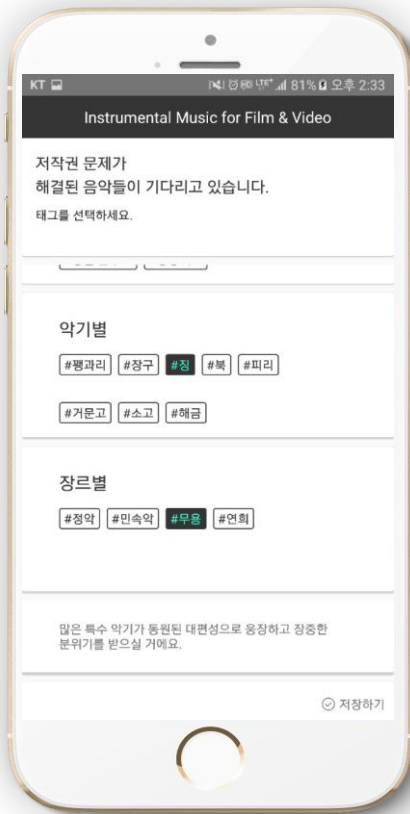 KT LTE+ 81% 오후 2:33
Instrumental Music for Film & Video
저작권 문제가
해결된 음악들이 기다리고 있습니다.
태그를 선택하세요.
악기별
#꽹과리 #장구 #징 #북 #피리
#거문고 #소고 #해금
장르별
#정악 #민속악 #무용 #연희
많은 특수 악기가 동원된 대편성으로 웅장하고 장중한
분위기를 받으실 거에요.
저장하기